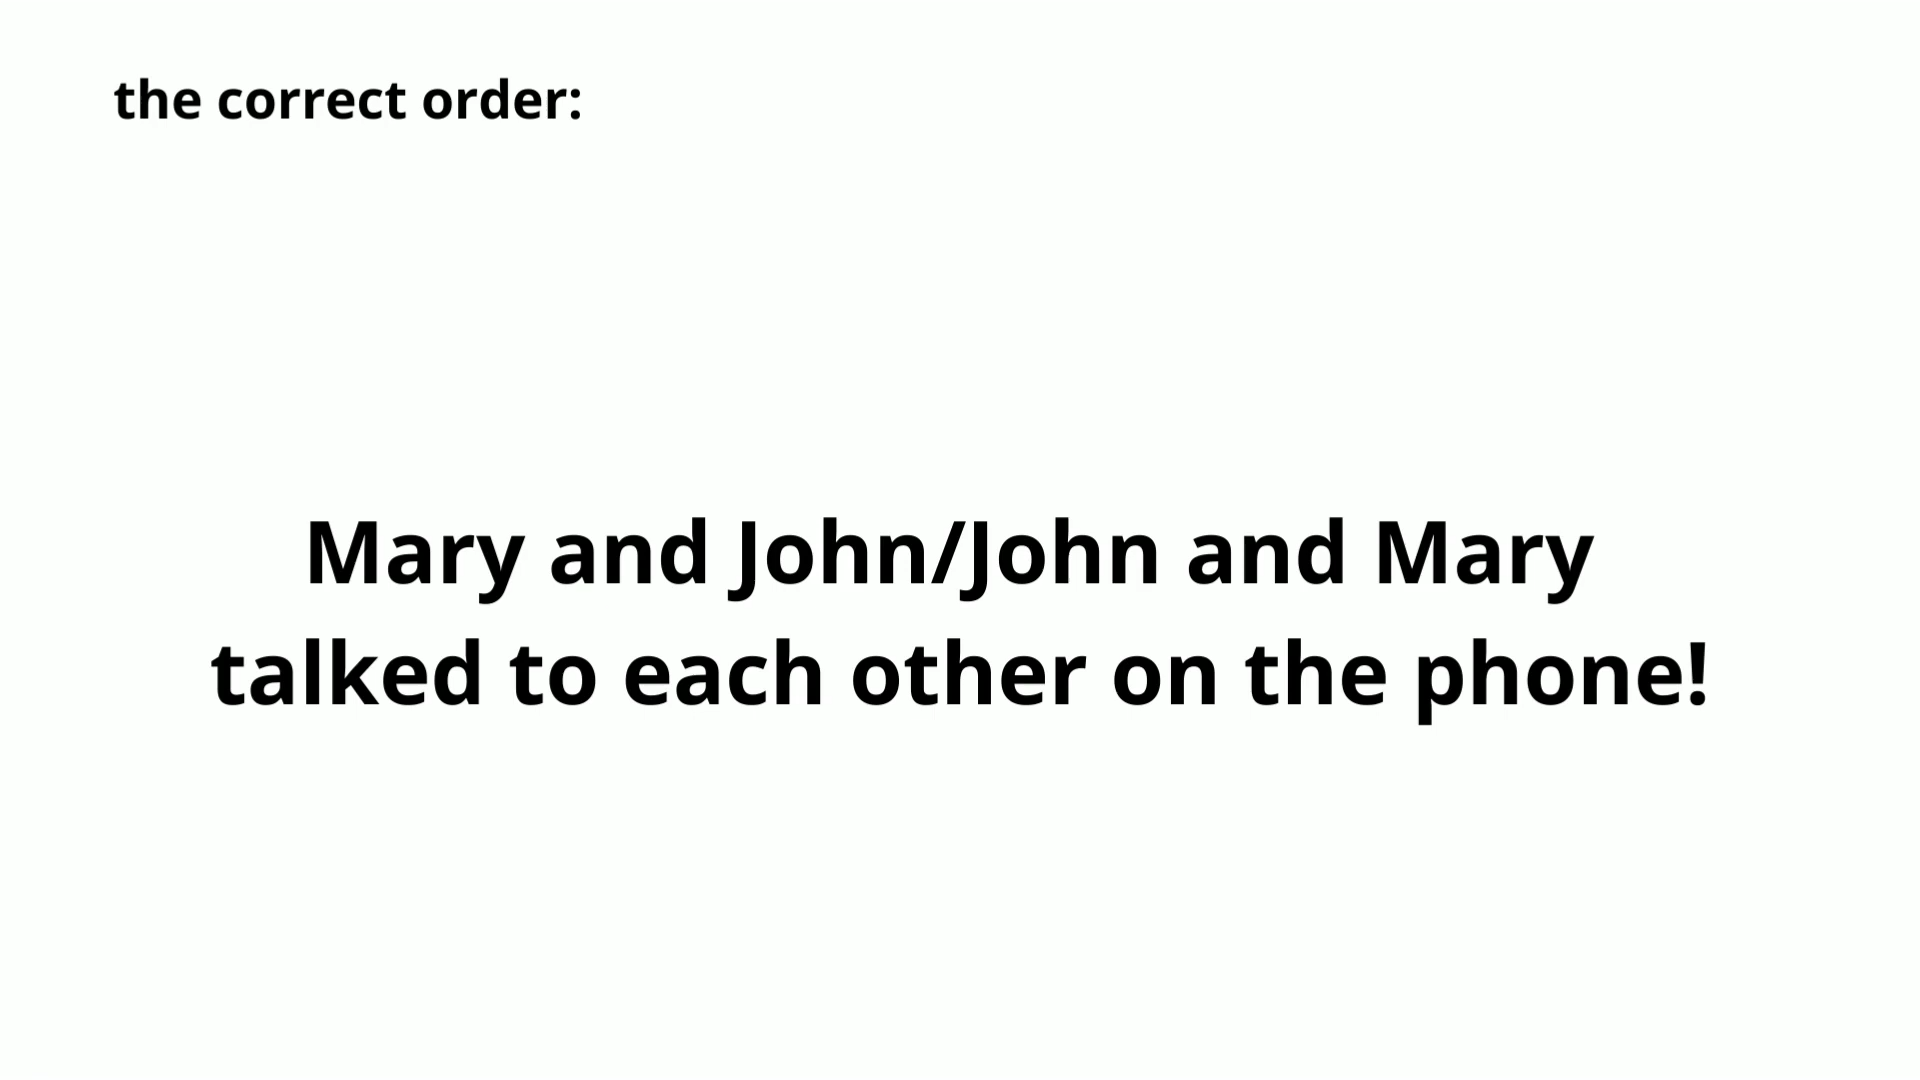 the correct order:
Mary and John/John and Mary
talked to each other on the phone!